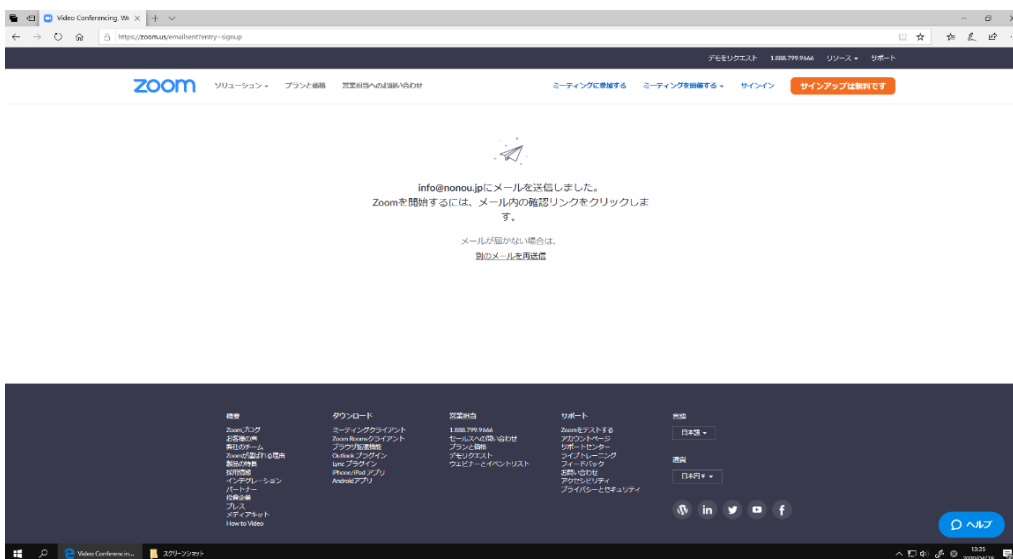 Video Conferencing, We
https://zoom.us/emailsent?entry=signup
デモをリクエスト 1.888.799.9666 リソース サポート
zoom ソリューション プランと価格 営業担当へのお問い合わせ ミーティングに参加する ミーティングを開催する サインイン サインアップは無料です
info@nonou.jpにメールを送信しました。
Zoomを開始するには、メール内の確認リンクをクリックしま
す。
メールが届かない場合は、
別のメールを再送信
概要
Zoomブログ
お客様の声
弊社のチーム
Zoomが選ばれる理由
製品の特長
採用情報
インテグレーション
パートナー
投資企業
プレス
メディアキット
How to Video
ダウンロード
ミーティングクライアント
Zoom Roomsクライアント
ブラウザ拡張機能
Outlook プラグイン
Lync プラグイン
iPhone/iPad アプリ
Androidアプリ
営業担当
1.888.799.9666
セールスへの問い合わせ
プランと価格
デモリクエスト
ウェビナーとイベントリスト
サポート
Zoomをテストする
アカウントページ
サポートセンター
ライブトレーニング
フィードバック
お問い合わせ
アクセシビリティ
プライバシーとセキュリティ
言語
日本語
通貨
日本円 ¥
in
ヘルプ
Video Conferencin...
スクリーンショット
13:35
2020/04/18